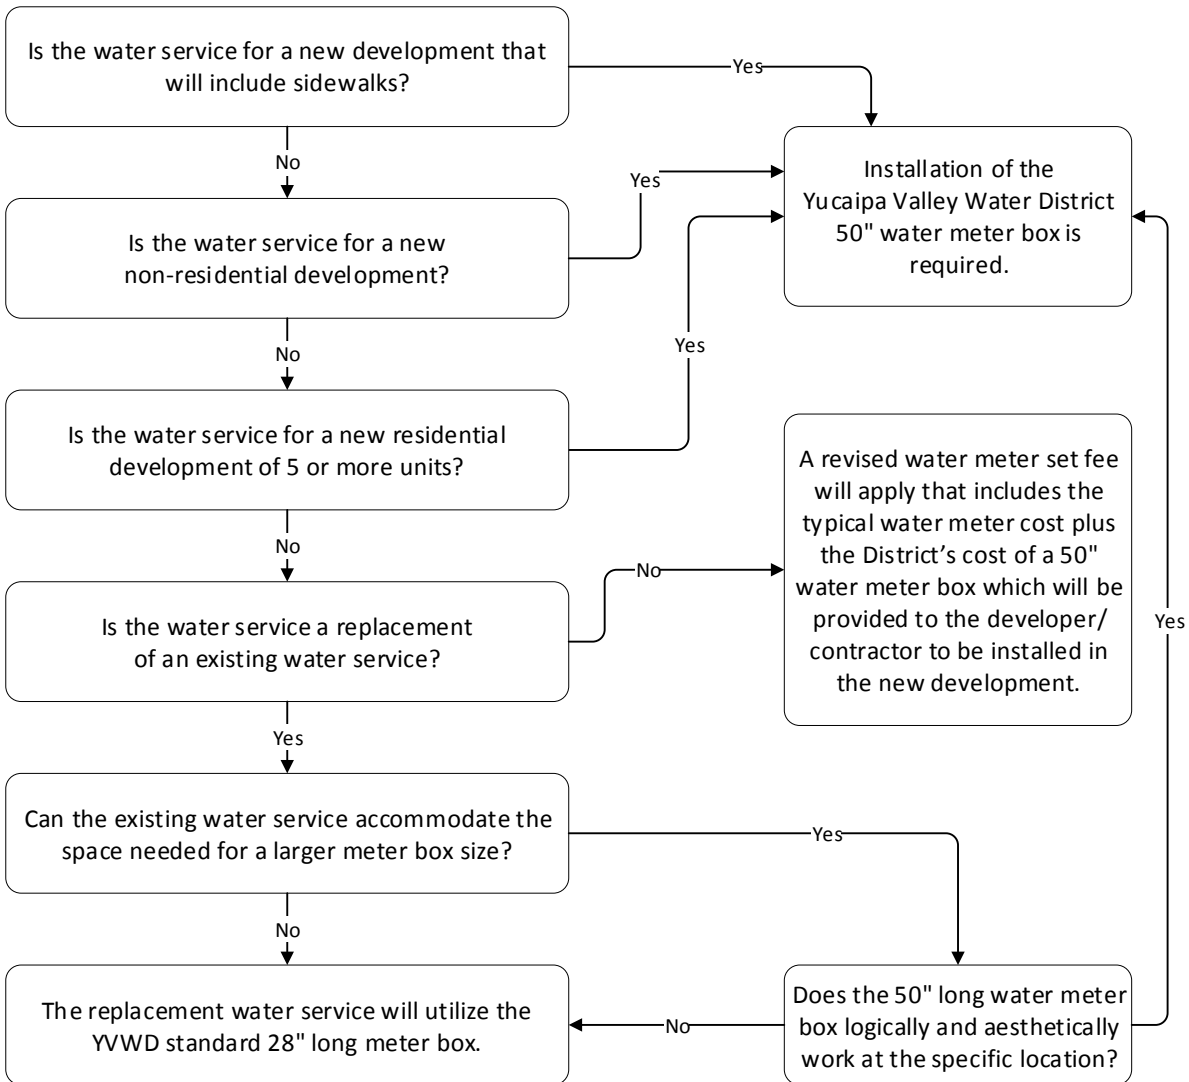 Is the water service for a new development that
will include sidewalks?
Yes
No
Installation of the
Yucaipa Valley Water District
50" water meter box is
required.
Yes
Is the water service for a new
non-residential development?
No
Yes
Is the water service for a new residential
development of 5 or more units?
A revised water meter set fee
will apply that includes the
typical water meter cost plus
the District’s cost of a 50"
water meter box which will be
provided to the developer/
contractor to be installed in
the new development.
No
No
Is the water service a replacement
of an existing water service?
Yes
Yes
Can the existing water service accommodate the
space needed for a larger meter box size?
Yes
No
The replacement water service will utilize the
YVWD standard 28" long meter box.
No
Does the 50" long water meter
box logically and aesthetically
work at the specific location?